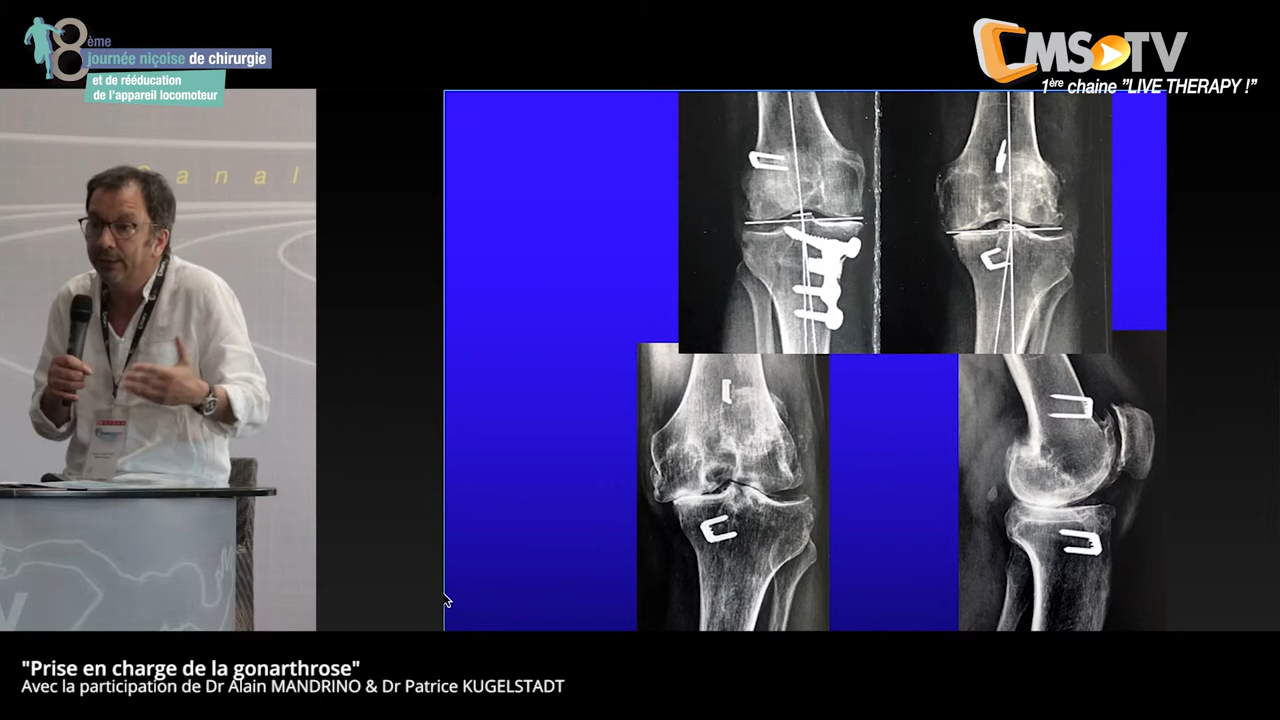 8ème
journée niçoise de chirurgie
et de rééducation
de l'appareil locomoteur
CMS TV
1ère chaine "LIVE THERAPY !"
Canal
"Prise en charge de la gonarthrose"
Avec la participation de Dr Alain MANDRINO & Dr Patrice KUGELSTADT